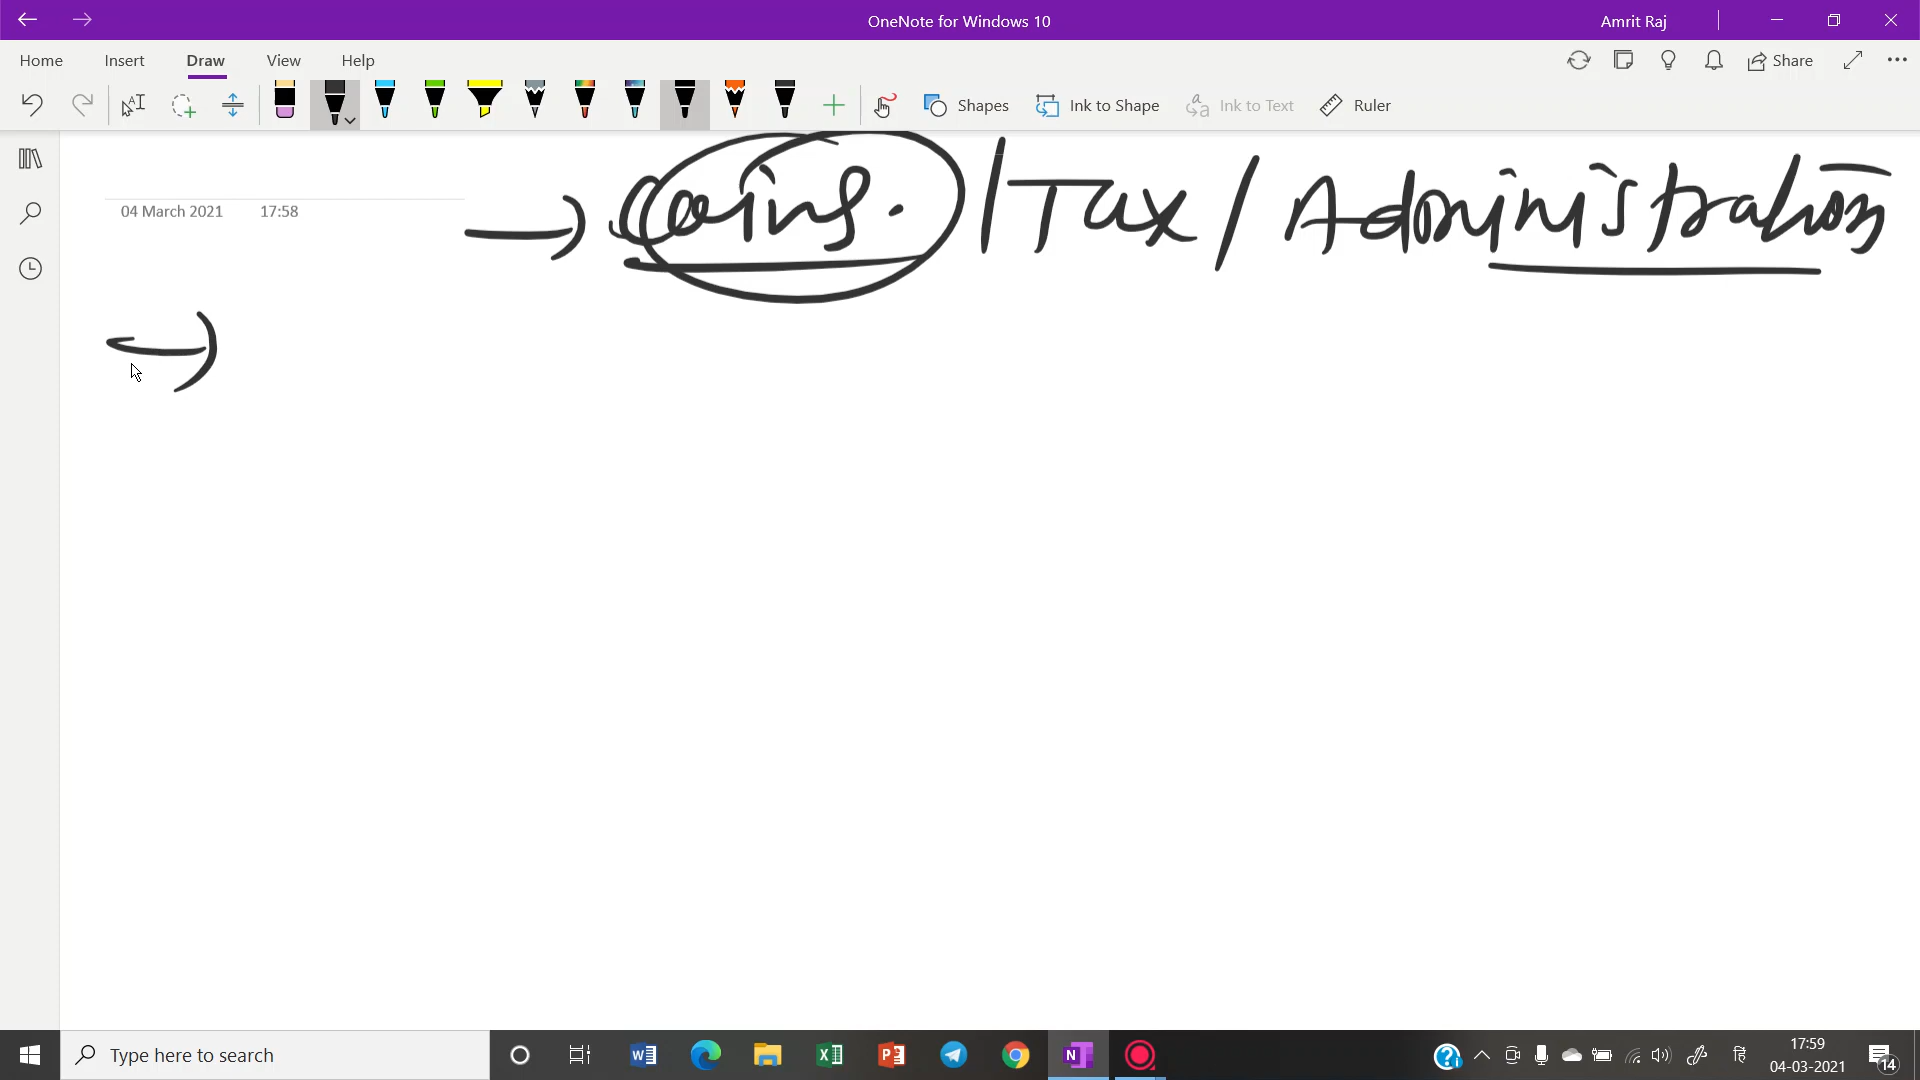 OneNote for Windows 10 Amrit Raj
Home Insert Draw View Help Share
Shapes Ink to Shape Ink to Text Ruler
→ Coins. / Tax / Administration
04 March 2021 17:58
→
Type here to search हि 17:59
04-03-2021 14